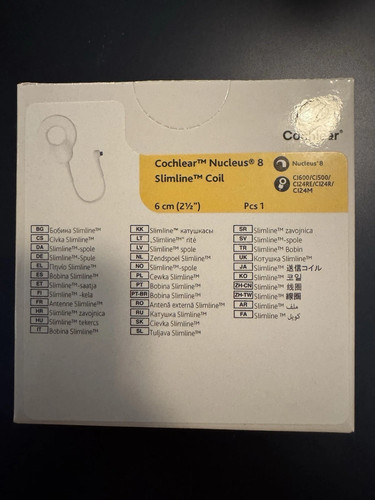 Cochlear®
Cochlear™ Nucleus® 8
Slimline™ Coil
6 cm (2½") Pcs 1
Nucleus® 8
CI600/CI500/
CI24RE/CI24R/
CI24M
BG Бобина Slimline™
CS Cívka Slimline™
DA Slimline™-spole
DE Slimline™-Spule
EL Πηνίο Slimline™
ES Bobina Slimline™
ET Slimline™-saatja
FI Slimline™ -kela
FR Antenne Slimline™
HR Slimline™ zavojnica
HU Slimline™ tekercs
IT Bobina Slimline™
KK Slimline™ катушкасы
LT „Slimline™“ ritė
LV Slimline™ spole
NL Zendspoel Slimline™
NO Slimline™-spole
PL Cewka Slimline™
PT Bobina Slimline™
PT-BR Bobina Slimline™
RO Antenă externă Slimline™
RU Катушка Slimline™
SK Cievka Slimline™
SL Tuljava Slimline™
SR Slimline™ zavojnica
SV Slimline™-spole
TR Slimline™ Bobin
UK Котушка Slimline™
JA Slimline™ 送信コイル
KO Slimline™ 코일
ZH-CN Slimline™ 线圈
ZH-TW Slimline™ 線圈
AR ملف Slimline ™
FA کویل Slimline ™